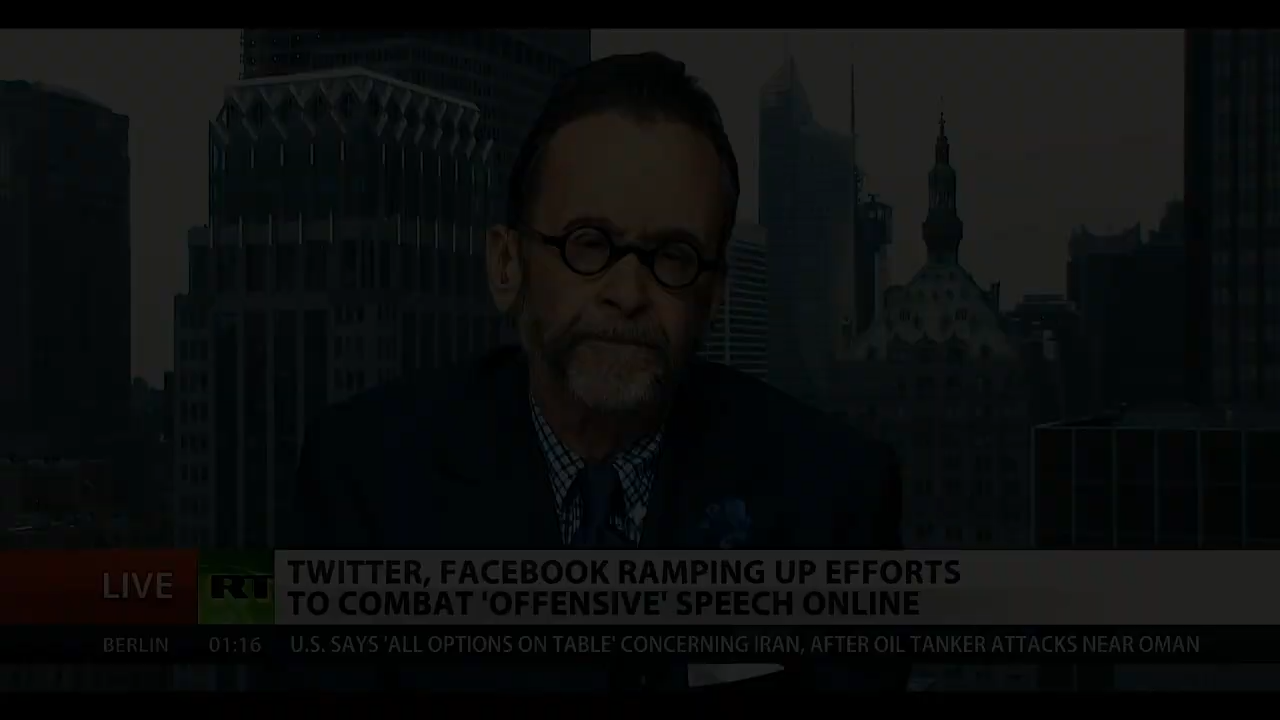 LIVE
RT
TWITTER, FACEBOOK RAMPING UP EFFORTS
TO COMBAT 'OFFENSIVE' SPEECH ONLINE
BERLIN 01:16 U.S. SAYS 'ALL OPTIONS ON TABLE' CONCERNING IRAN, AFTER OIL TANKER ATTACKS NEAR OMAN